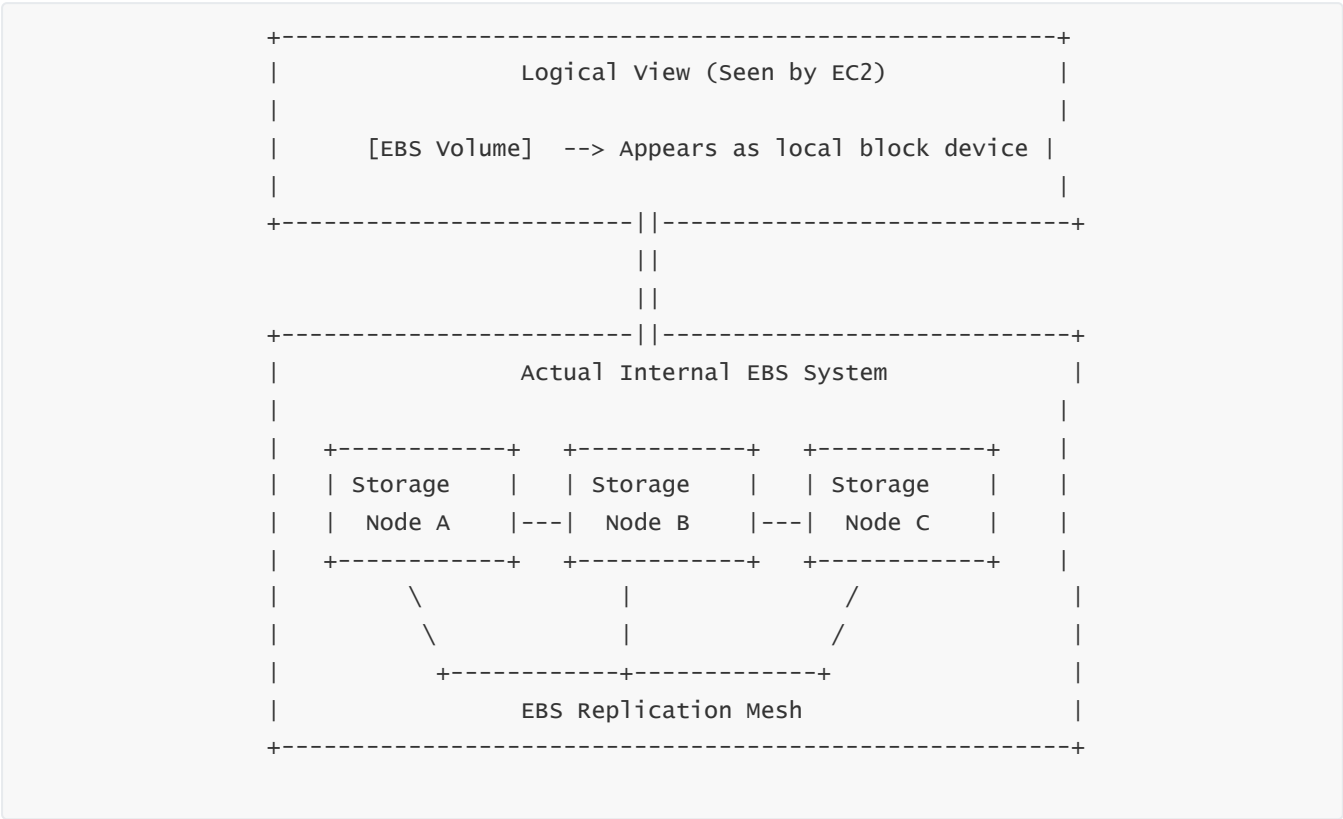 +-------------------------------------------------------+
|                 Logical View (Seen by EC2)            |
|                                                       |
|      [EBS Volume]  --> Appears as local block device |
|                                                       |
+-------------------------||-----------------------------+
                          ||
                          ||
+-------------------------||-----------------------------+
|                 Actual Internal EBS System             |
|                                                       |
|   +------------+   +------------+   +------------+    |
|   | Storage    |   | Storage    |   | Storage    |    |
|   |  Node A    |---|  Node B    |---|  Node C    |    |
|   +------------+   +------------+   +------------+    |
|         \              |               /               |
|          \             |              /                |
|           +------------+-------------+                 |
|                 EBS Replication Mesh                   |
+--------------------------------------------------------+